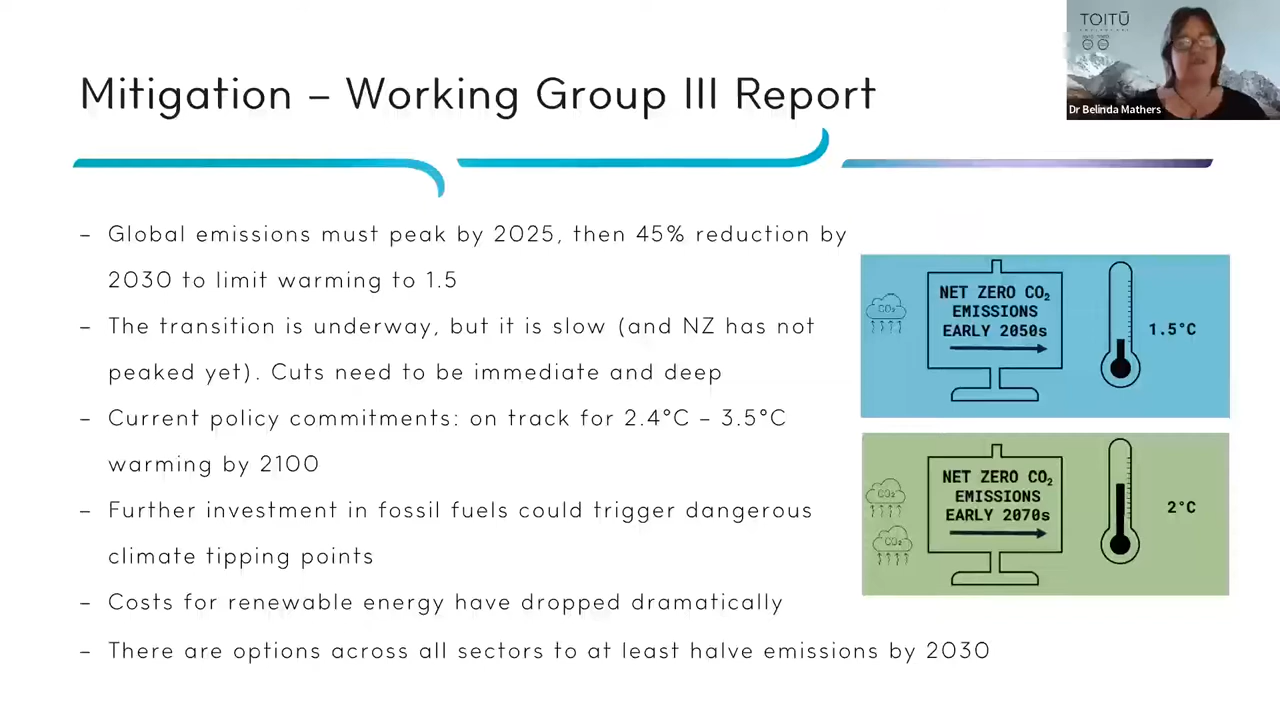 TOITŪ
Dr Belinda Mathers
Mitigation – Working Group III Report
– Global emissions must peak by 2025, then 45% reduction by
2030 to limit warming to 1.5
– The transition is underway, but it is slow (and NZ has not
peaked yet). Cuts need to be immediate and deep
– Current policy commitments: on track for 2.4°C – 3.5°C
warming by 2100
– Further investment in fossil fuels could trigger dangerous
climate tipping points
– Costs for renewable energy have dropped dramatically
– There are options across all sectors to at least halve emissions by 2030
CO₂
NET ZERO CO₂
EMISSIONS
EARLY 2050s
1.5°C
CO₂
CO₂
NET ZERO CO₂
EMISSIONS
EARLY 2070s
2°C